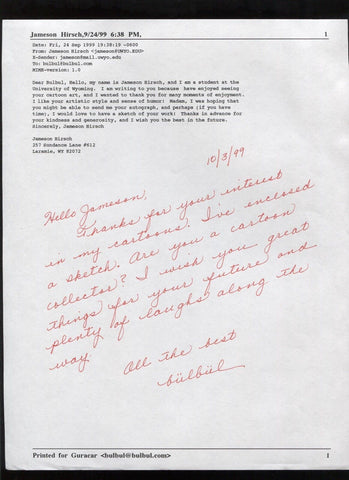 Jameson Hirsch,9/24/99 6:38 PM, 1
Date: Fri, 24 Sep 1999 19:38:19 -0600
From: Jameson Hirsch <jameson@UWYO.EDU>
X-Sender: jameson@mail.uwyo.edu
To: bulbul@bulbul.com
MIME-version: 1.0
Dear Bulbul, Hello, my name is Jameson Hirsch, and I am a student at the
University of Wyoming. I am writing to you because have enjoyed seeing
your cartoon art, and I wanted to thank you for many moments of enjoyment.
I like your artistic style and sense of humor! Madam, I was hoping that
you might be able to send me your autograph, and perhaps (if you have
time), I would love to have a sketch of your work! Thanks in advance for
your kindness and generosity, and I wish you the best in the future.
Sincerely, Jameson Hirsch
Jameson Hirsch
357 Sundance Lane #612
Laramie, WY 82072
10/3/99
Hello Jameson,
Thanks for your interest
in my cartoons. I've enclosed
a sketch. Are you a cartoon
collector? I wish you great
things for your future and
plenty of laughs along the
way.
All the best
bülbül
Printed for Guracar <bulbul@bulbul.com> 1